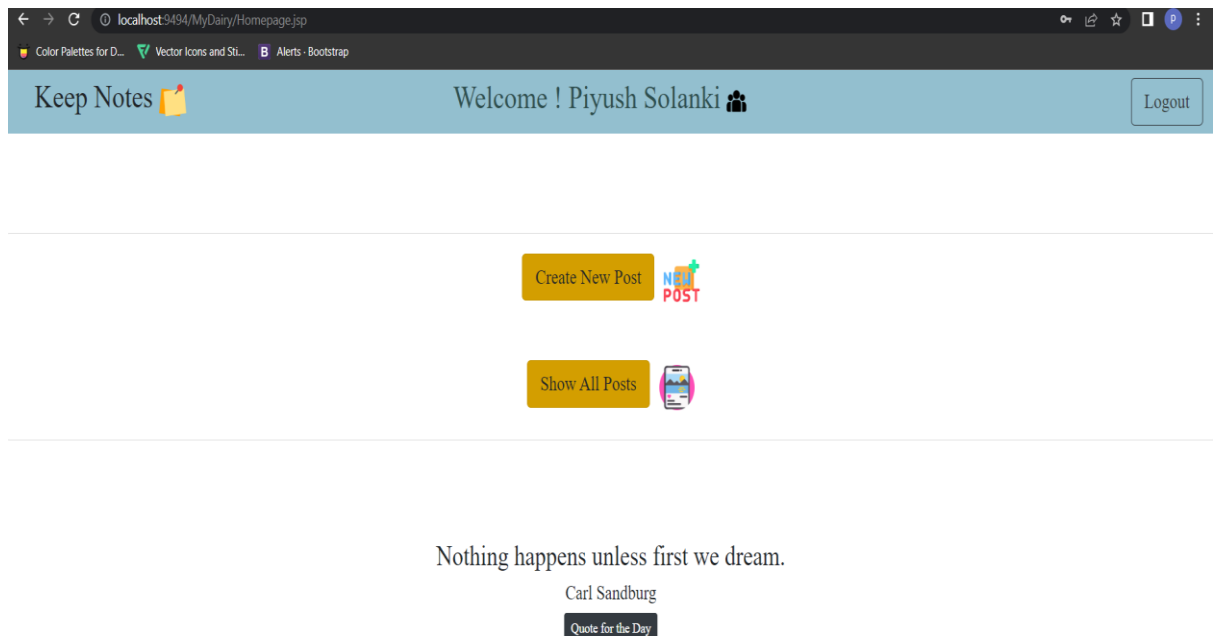 localhost:9494/MyDairy/Homepage.jsp
P
Color Palettes for D... Vector Icons and Sti... B Alerts · Bootstrap
Keep Notes Welcome ! Piyush Solanki Logout
Create New Post NEW POST
Show All Posts
Nothing happens unless first we dream.
Carl Sandburg
Quote for the Day